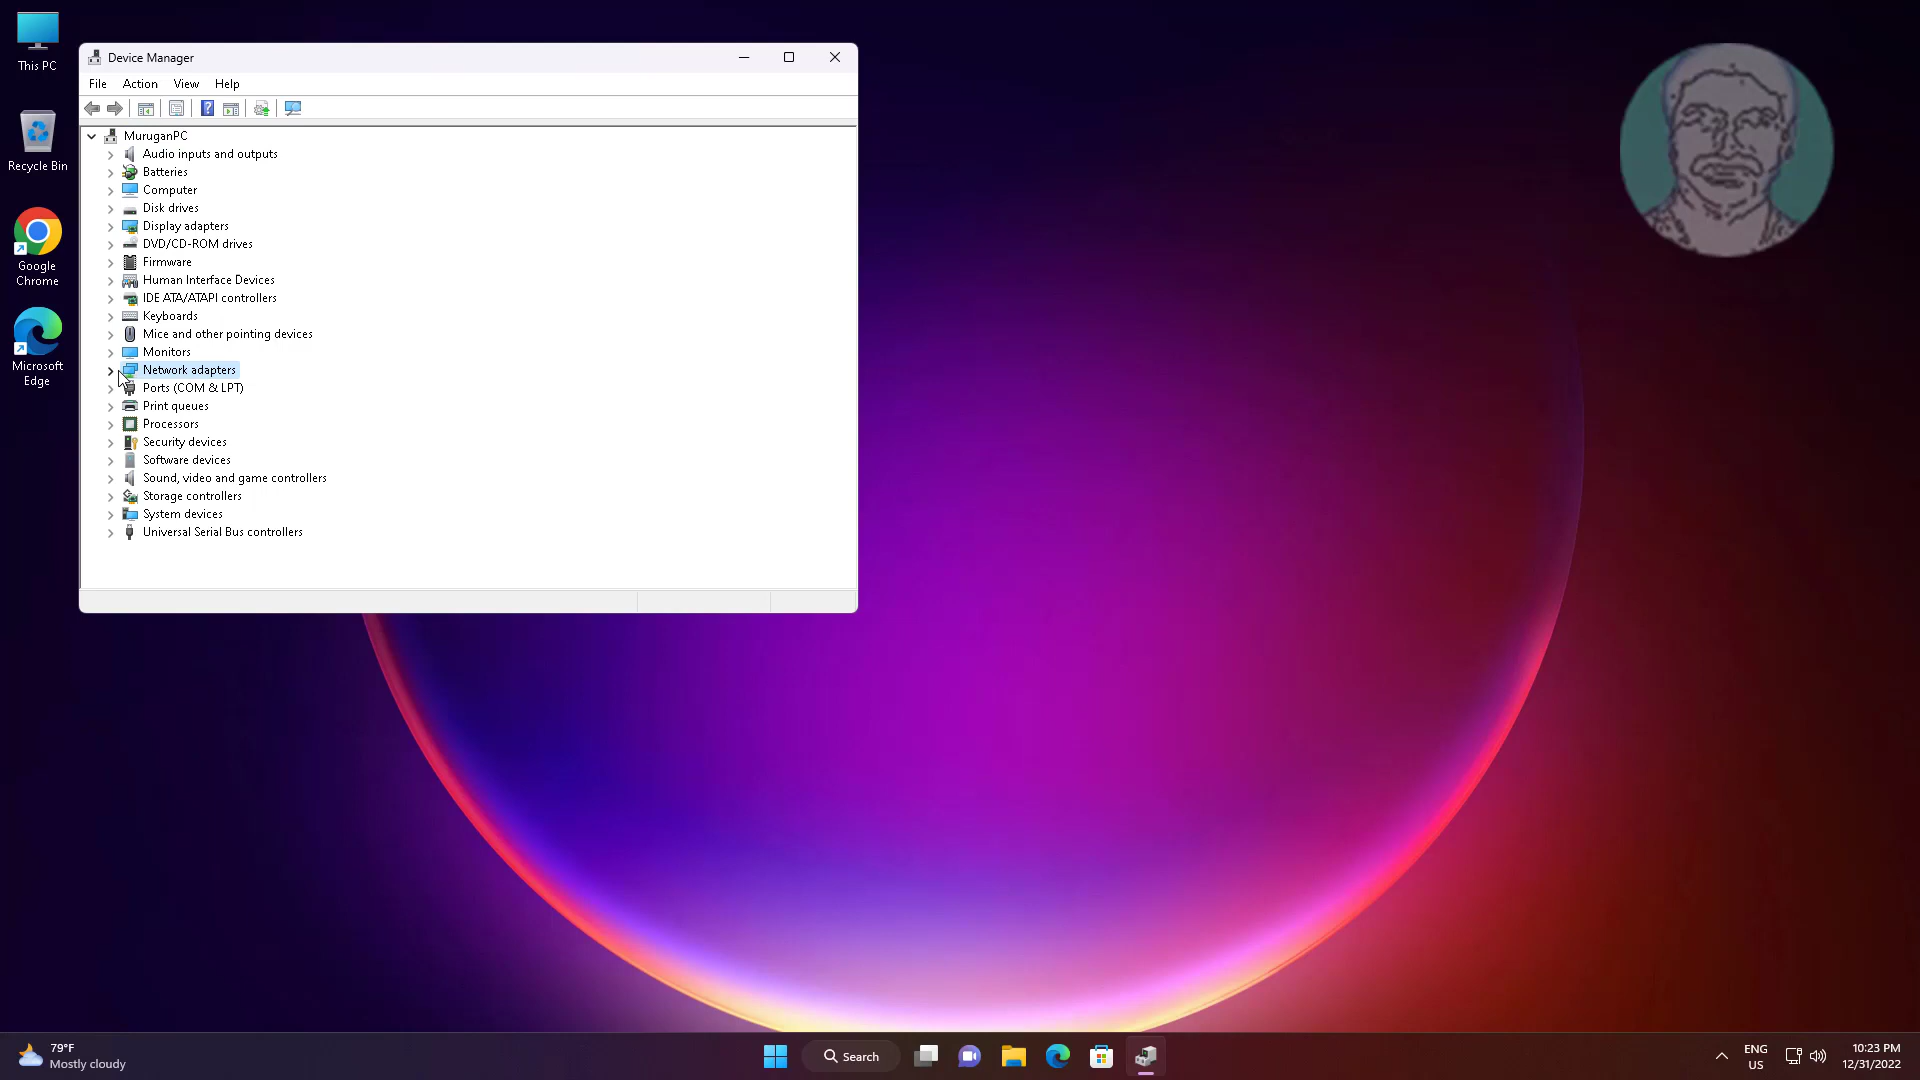 This PC
Recycle Bin
Google
Chrome
Microsoft
Edge
Device Manager
File Action View Help
MuruganPC
Audio inputs and outputs
Batteries
Computer
Disk drives
Display adapters
DVD/CD-ROM drives
Firmware
Human Interface Devices
IDE ATA/ATAPI controllers
Keyboards
Mice and other pointing devices
Monitors
Network adapters
Ports (COM & LPT)
Print queues
Processors
Security devices
Software devices
Sound, video and game controllers
Storage controllers
System devices
Universal Serial Bus controllers
79°F
Mostly cloudy
Search
ENG
US
10:23 PM
12/31/2022